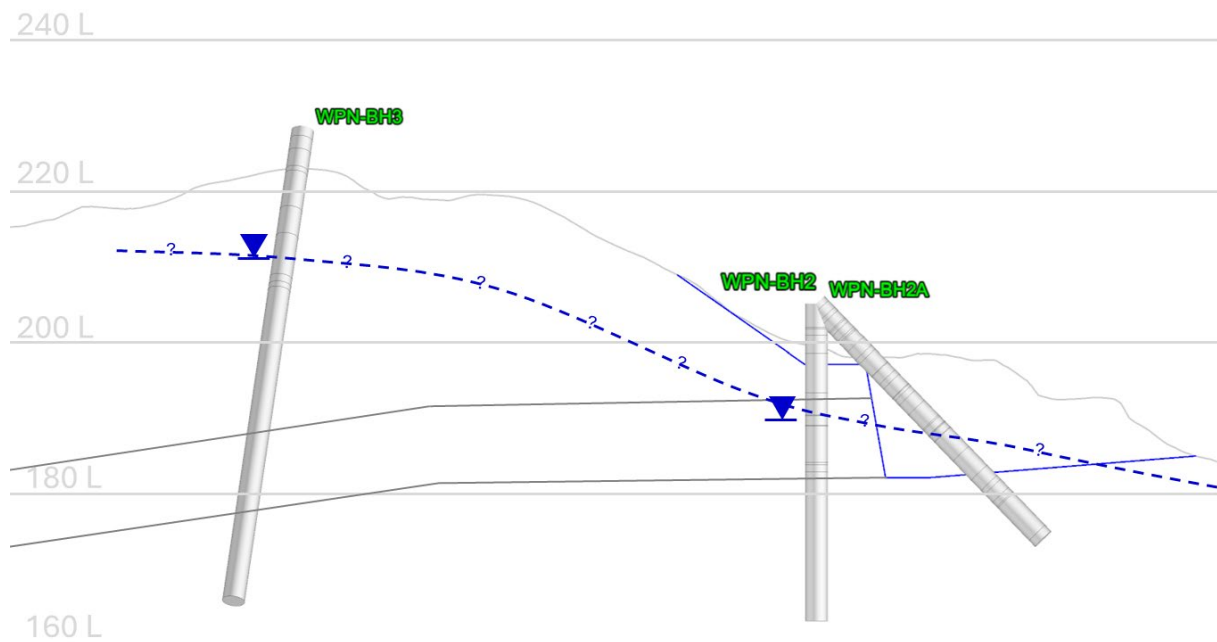 240 L
WPN-BH3
220 L
?
?
?
WPN-BH2 WPN-BH2A
200 L
?
?
?
?
180 L
160 L